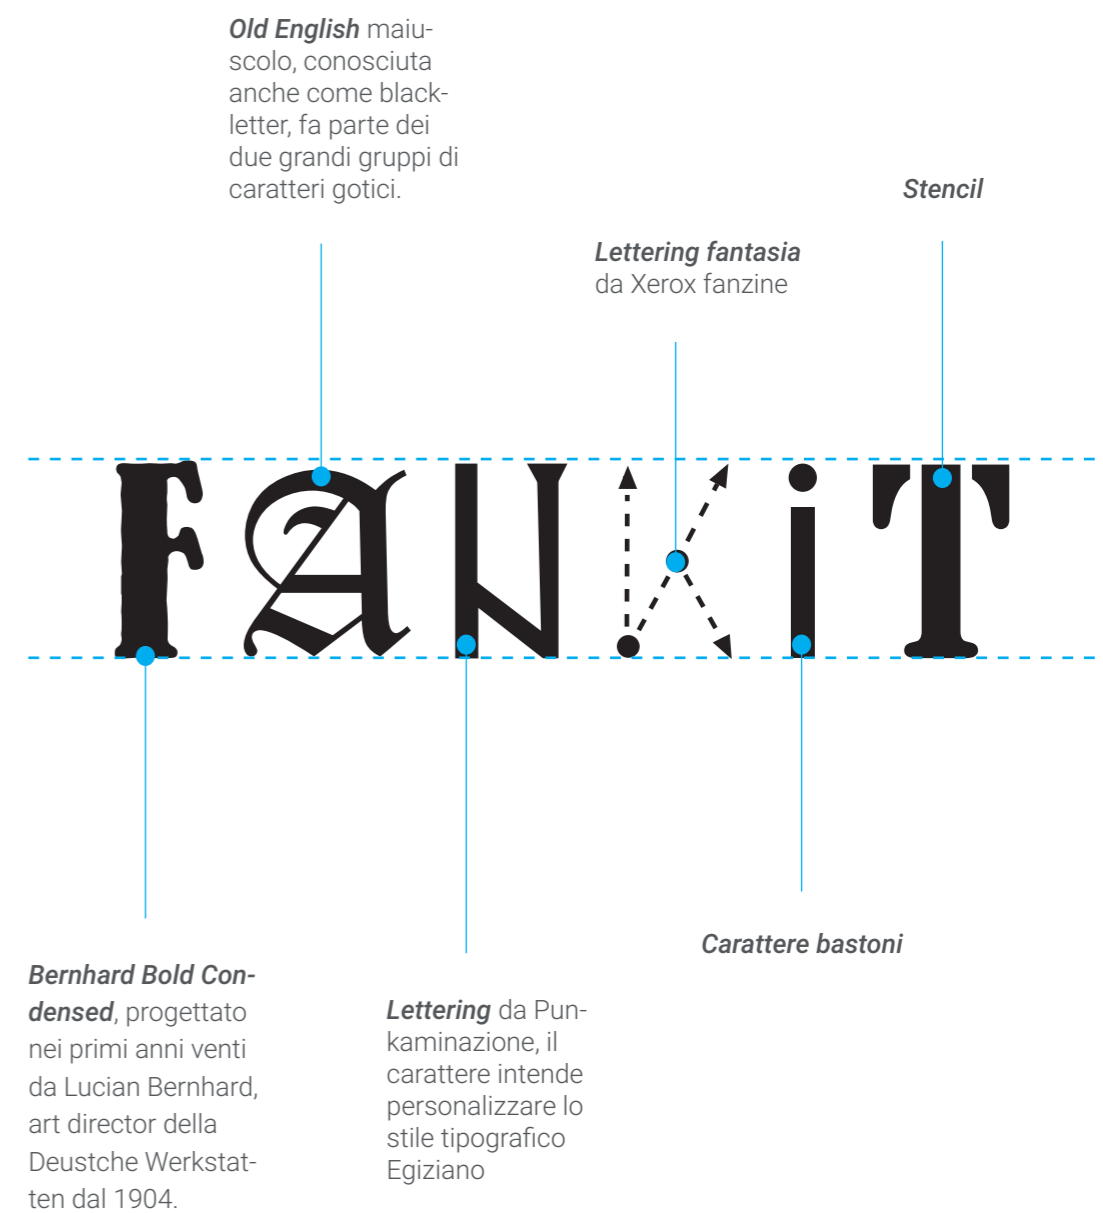 Old English maiu-
scolo, conosciuta
anche come black-
letter, fa parte dei
due grandi gruppi di
caratteri gotici.
Stencil
Lettering fantasia
da Xerox fanzine
FANKiT
Carattere bastoni
Bernhard Bold Con-
densed, progettato
nei primi anni venti
da Lucian Bernhard,
art director della
Deustche Werkstat-
ten dal 1904.
Lettering da Pun-
kaminazione, il
carattere intende
personalizzare lo
stile tipografico
Egiziano